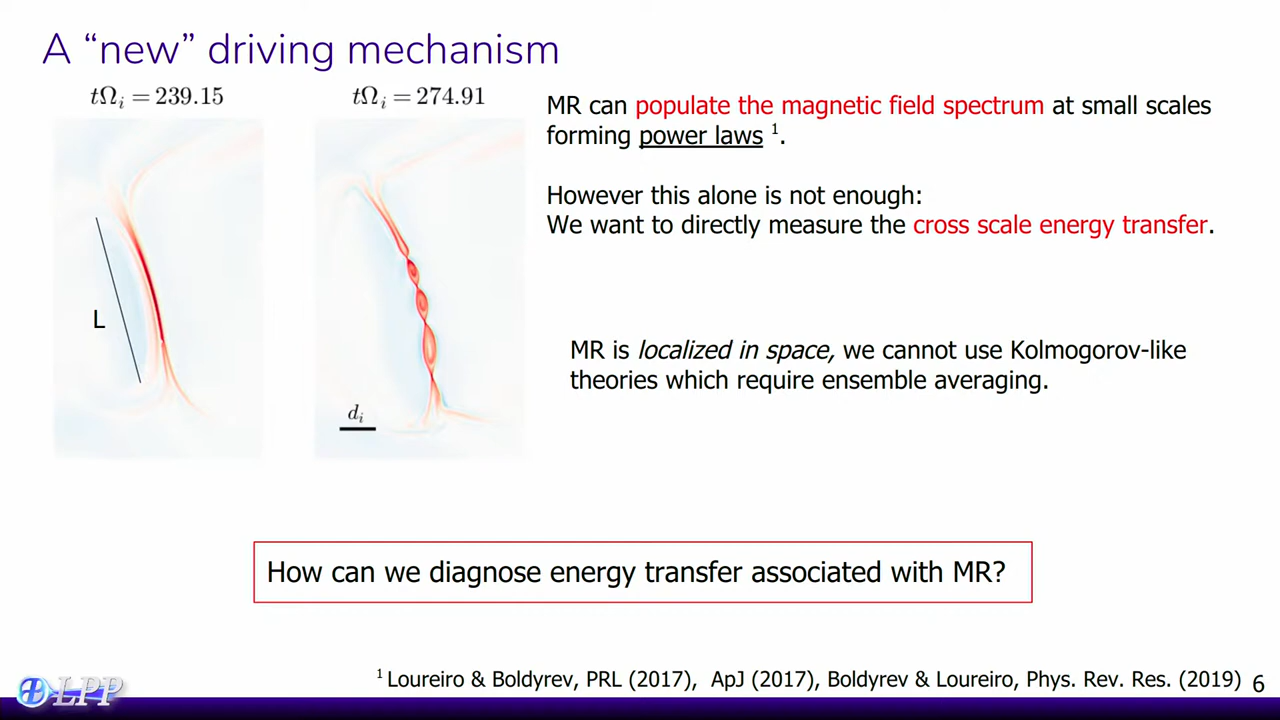 A “new” driving mechanism
tΩᵢ = 239.15
tΩᵢ = 274.91
L
dᵢ
MR can populate the magnetic field spectrum at small scales
forming power laws ¹.
However this alone is not enough:
We want to directly measure the cross scale energy transfer.
MR is localized in space, we cannot use Kolmogorov-like
theories which require ensemble averaging.
How can we diagnose energy transfer associated with MR?
¹ Loureiro & Boldyrev, PRL (2017), ApJ (2017), Boldyrev & Loureiro, Phys. Rev. Res. (2019)
6
LPP